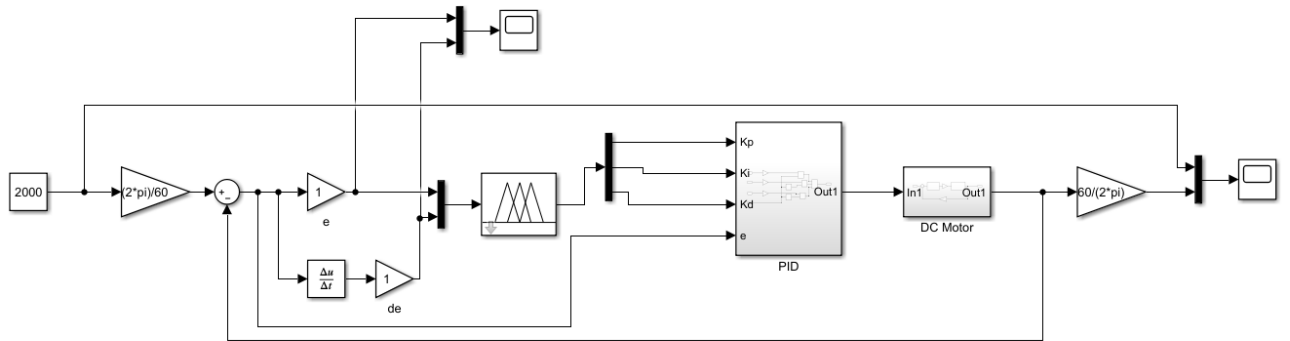 2000
(2*pi)/60
+
−
1
e
Δu
Δt
1
de
Kp
Ki
Kd
e
Out1
PID
In1
Out1
DC Motor
60/(2*pi)